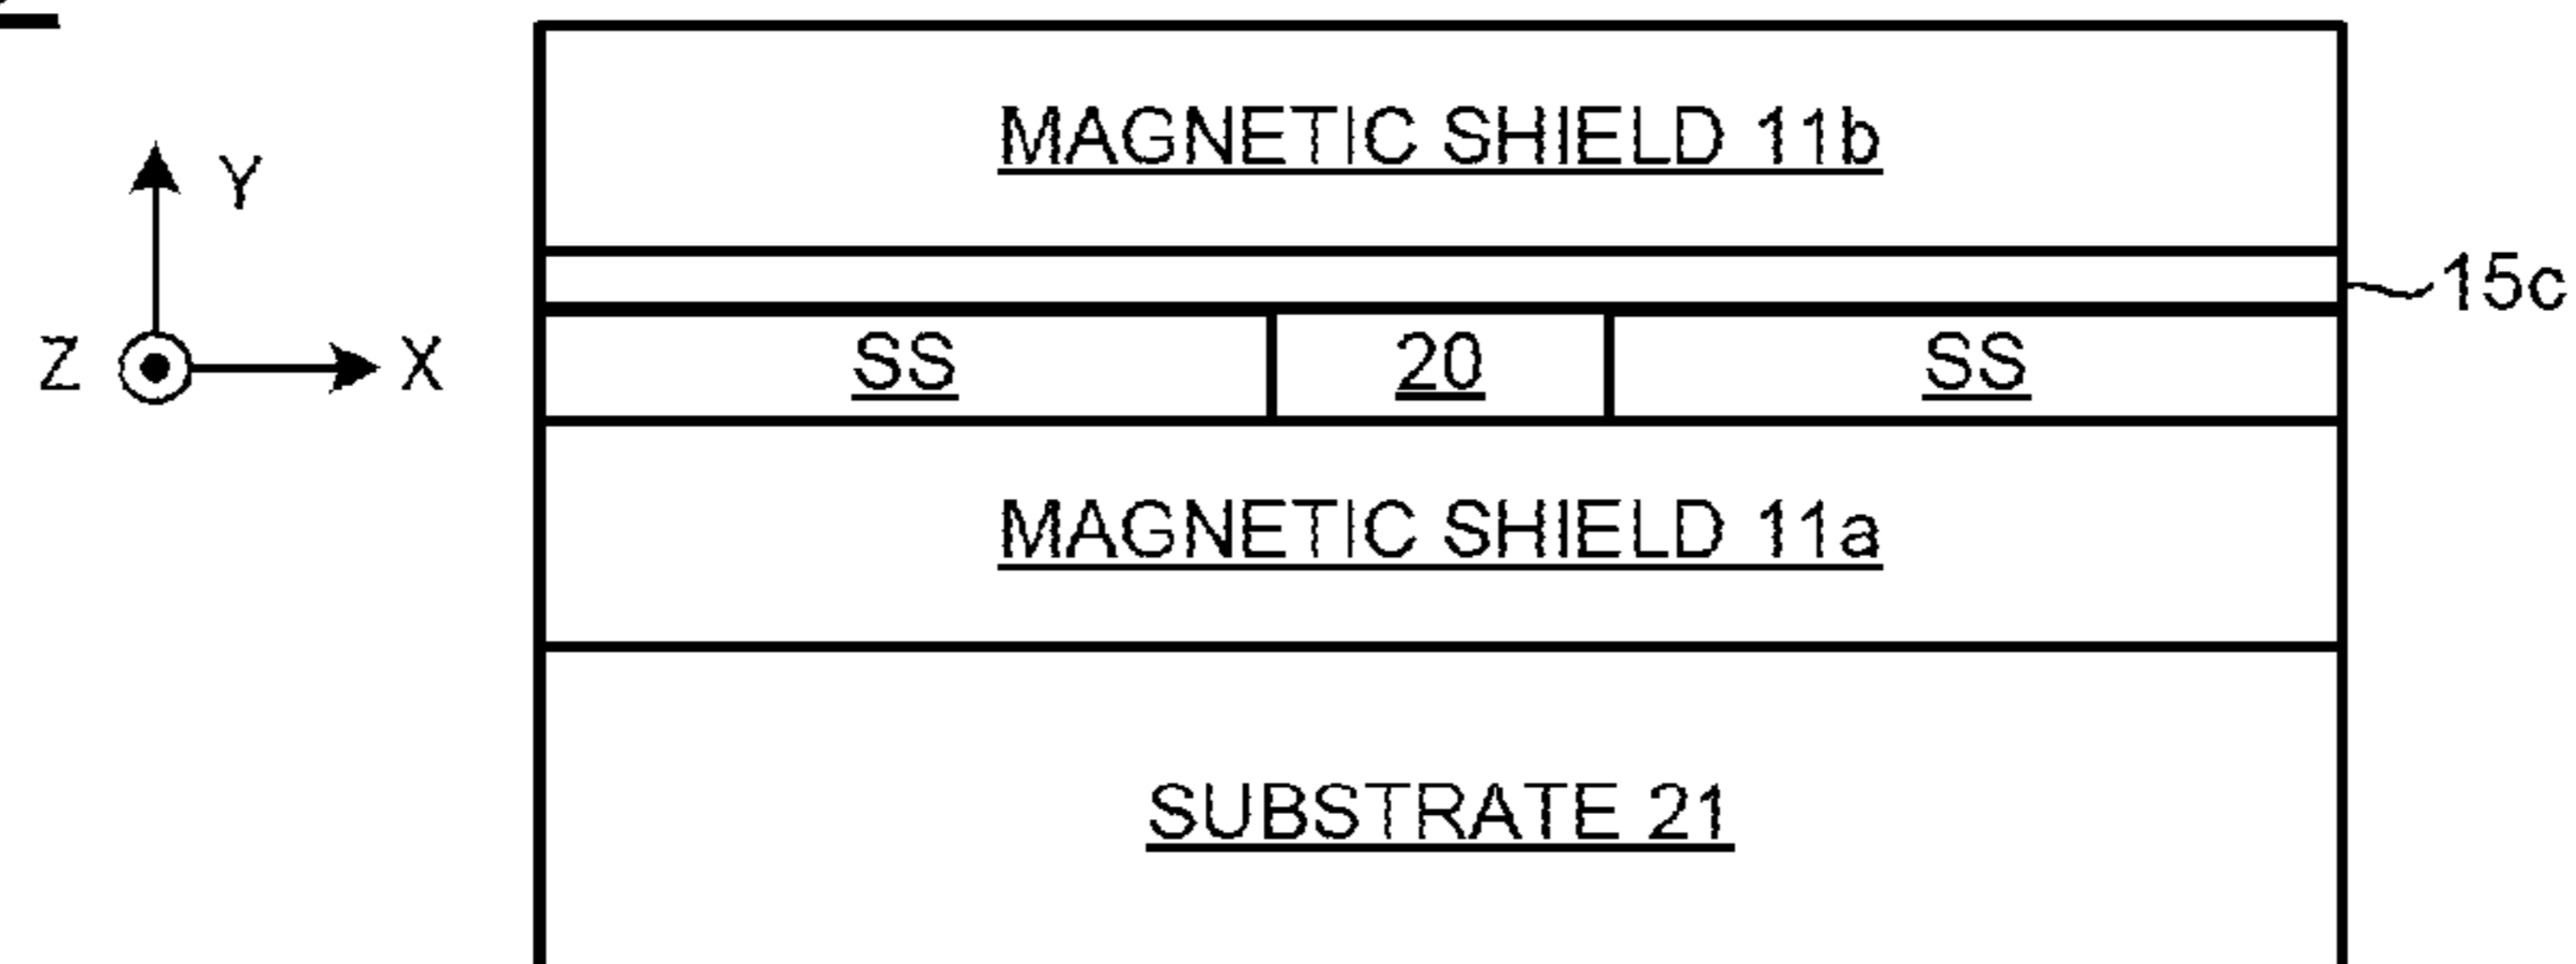 MAGNETIC SHIELD 11b
Y
15c
Z X
SS 20 SS
MAGNETIC SHIELD 11a
SUBSTRATE 21